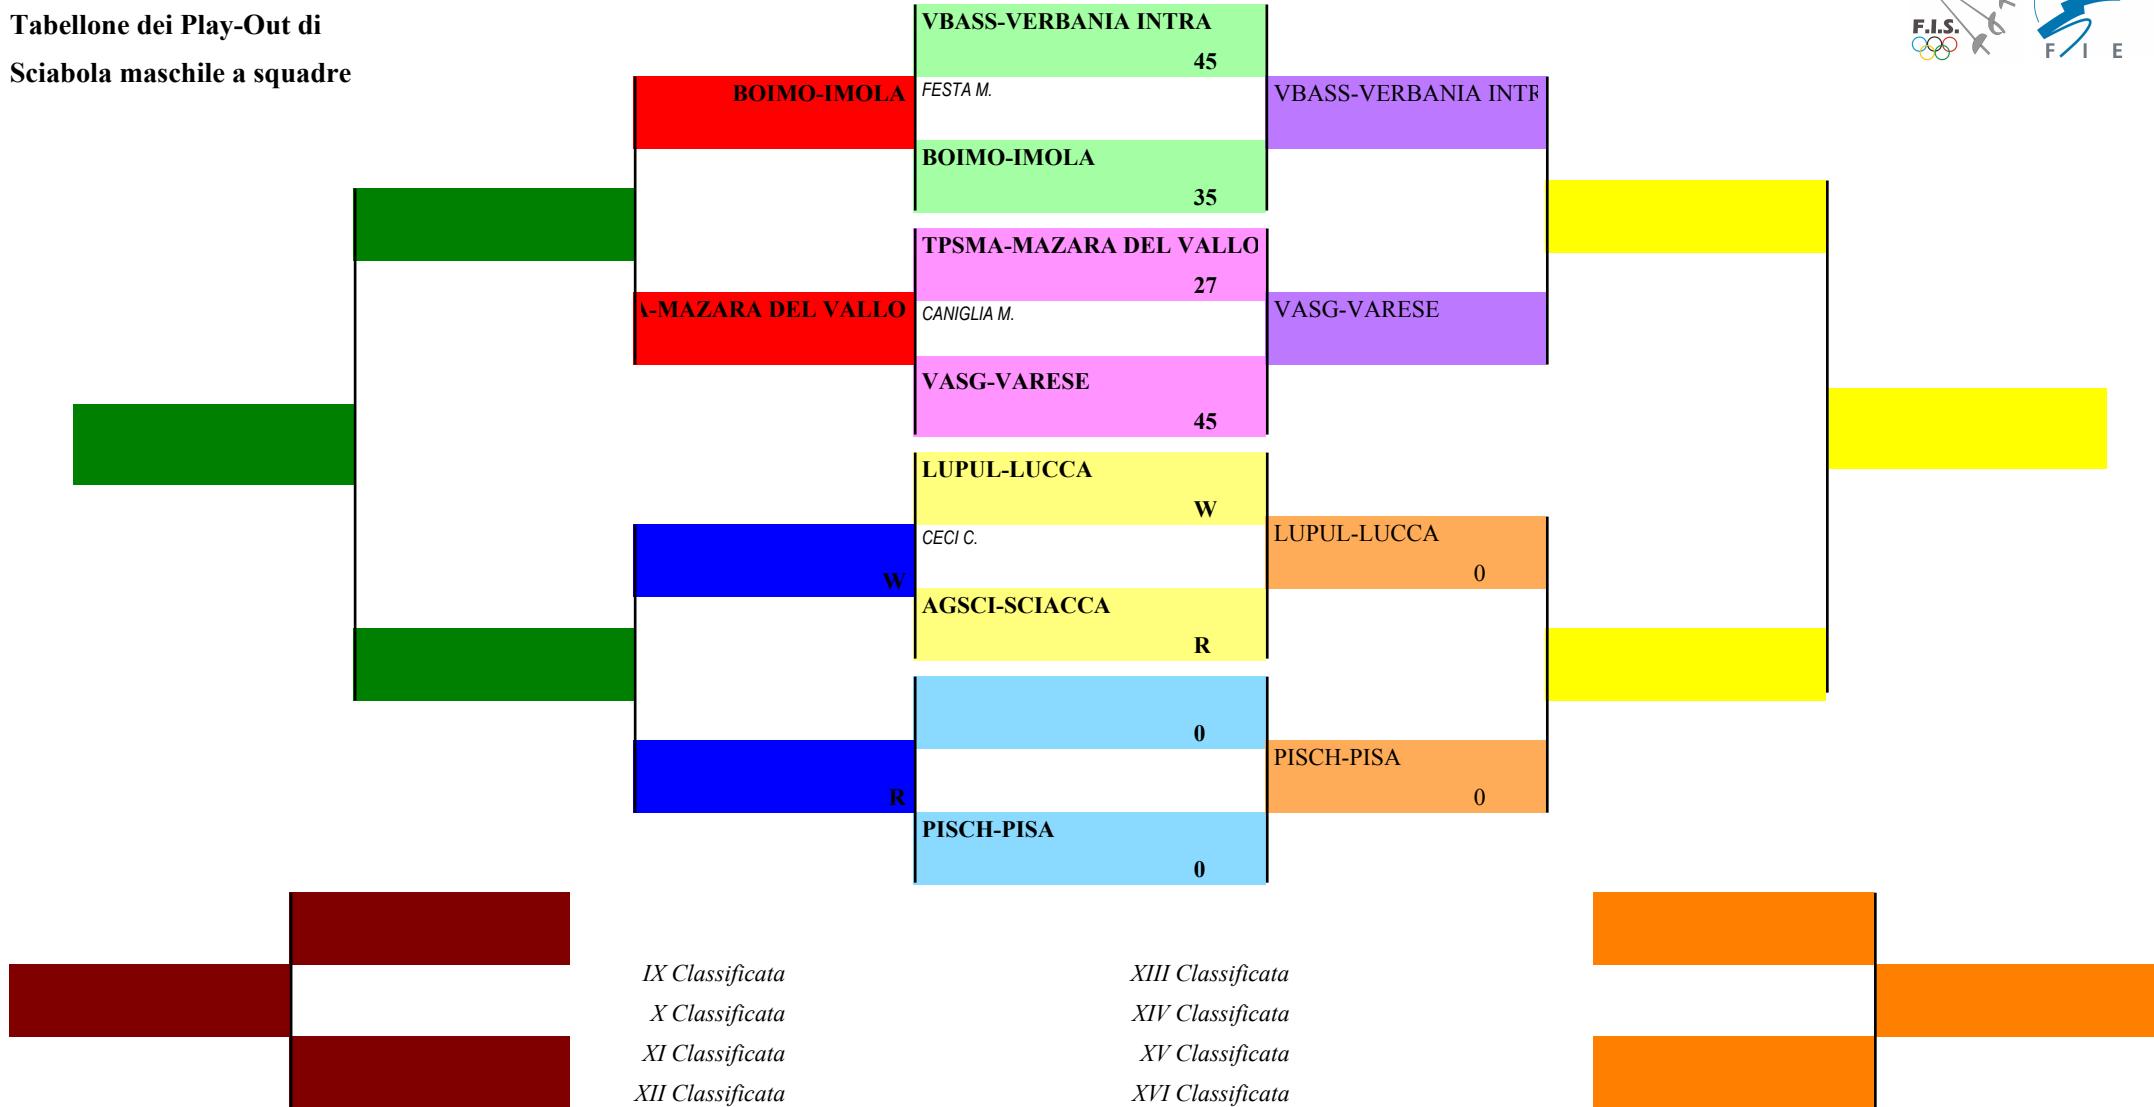 Tabellone dei Play-Out di
Sciabola maschile a squadre
F.I.S.
F I E
VBASS-VERBANIA INTRA
45
BOIMO-IMOLA
FESTA M.
VBASS-VERBANIA INTR
BOIMO-IMOLA
35
TPSMA-MAZARA DEL VALLO
27
-MAZARA DEL VALLO
CANIGLIA M.
VASG-VARESE
VASG-VARESE
45
LUPUL-LUCCA
W
CECI C.
LUPUL-LUCCA
W
0
AGSCI-SCIACCA
R
0
PISCH-PISA
R
0
PISCH-PISA
0
IX Classificata
XIII Classificata
X Classificata
XIV Classificata
XI Classificata
XV Classificata
XII Classificata
XVI Classificata